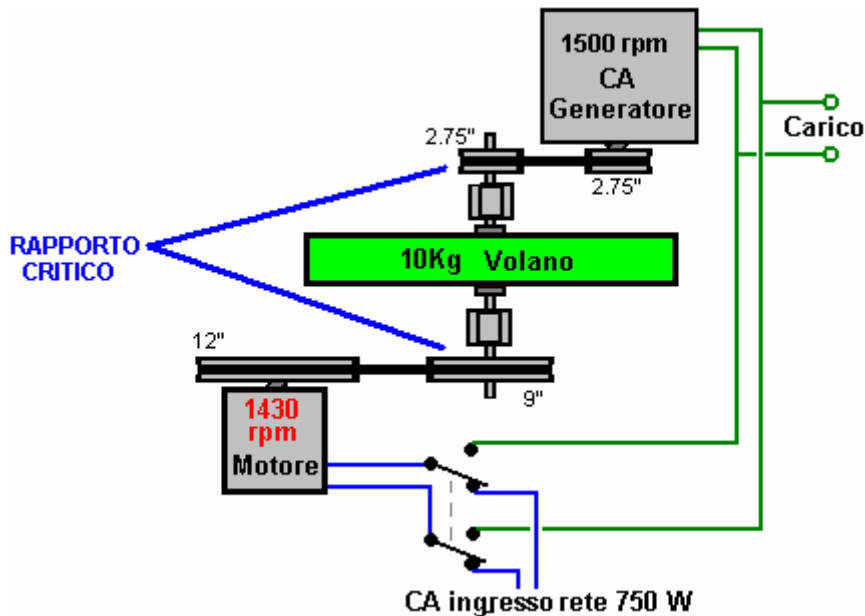 1500 rpm
CA
Generatore
Carico
2.75"
2.75"
RAPPORTO
CRITICO
10Kg Volano
12"
9"
1430
rpm
Motore
CA ingresso rete 750 W